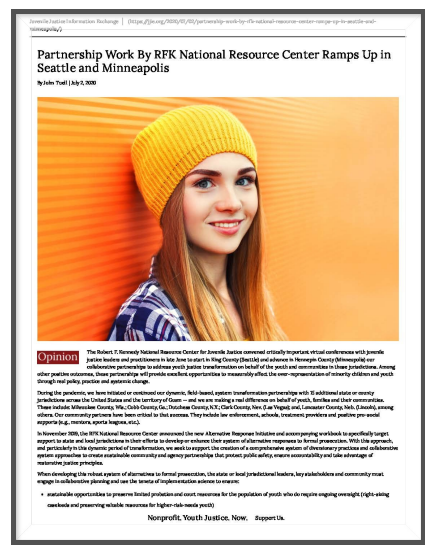 Juvenile Justice Information Exchange | (https://jjie.org/2020/07/02/partnership-work-by-rfk-national-resource-center-ramps-up-in-seattle-and-
minneapolis/)
Partnership Work By RFK National Resource Center Ramps Up in
Seattle and Minneapolis
By John Tuell | July 2, 2020
Opinion
The Robert F. Kennedy National Resource Center for Juvenile Justice convened critically important virtual conferences with juvenile
justice leaders and practitioners in late June to start in King County (Seattle) and advance in Hennepin County (Minneapolis) our
collaborative partnerships to address youth justice transformation on behalf of the youth and communities in these jurisdictions. Among
other positive outcomes, these partnerships will provide excellent opportunities to measurably affect the over-representation of minority children and youth
through real policy, practice and systemic change.
During the pandemic, we have initiated or continued our dynamic, field-based, system transformation partnerships with 15 additional state or county
jurisdictions across the United States and the territory of Guam — and we are making a real difference on behalf of youth, families and their communities.
These include: Milwaukee County, Wis.; Cobb County, Ga.; Dutchess County, N.Y.; Clark County, Nev. (Las Vegas); and, Lancaster County, Neb. (Lincoln), among
others. Our community partners have been critical to that success. They include law enforcement, schools, treatment providers and positive pro-social
supports (e.g., mentors, sports leagues, etc.).
In November 2019, the RFK National Resource Center announced the new Alternative Response Initiative and accompanying workbook to specifically target
support to state and local jurisdictions in their efforts to develop or enhance their system of alternative responses to formal prosecution. With this approach,
and particularly in this dynamic period of transformation, we seek to support the creation of a comprehensive system of diversionary practices and collaborative
system approaches to create sustainable community and agency partnerships that protect public safety, ensure accountability and take advantage of
restorative justice principles.
When developing this robust system of alternatives to formal prosecution, the state or local jurisdictional leaders, key stakeholders and community must
engage in collaborative planning and use the tenets of implementation science to ensure:
• sustainable opportunities to preserve limited probation and court resources for the population of youth who do require ongoing oversight (right-sizing
caseloads and preserving valuable resources for higher-risk-needs youth)
Nonprofit, Youth Justice, Now. Support Us.